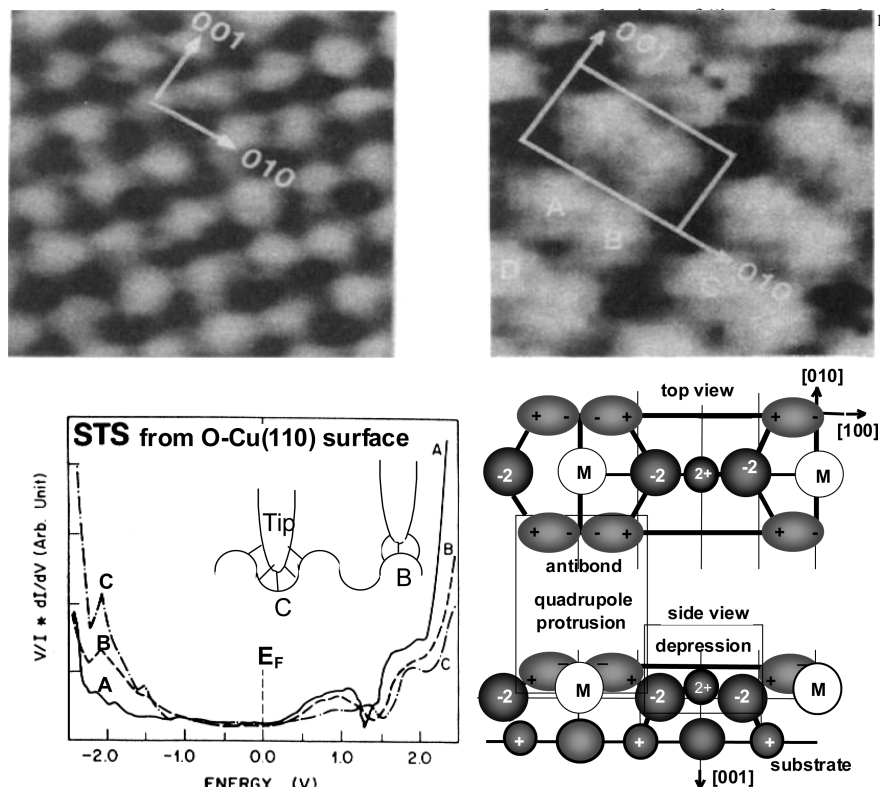 001
010
001
010
A
B
C
D
STS from O-Cu(110) surface
V/I * dI/dV (Arb. Unit)
Tip
C
B
A
B
C
C
B
A
EF
-2.0
-1.0
0.0
1.0
2.0
ENERGY (V)
top view
[010]
[100]
+ - - + + -
-2 M -2 2+ -2 M
+ - - + + -
antibond
quadrupole
protrusion
side view
depression
+ − − + + −
-2 M -2 2+ -2 M
+ + +
substrate
[001]